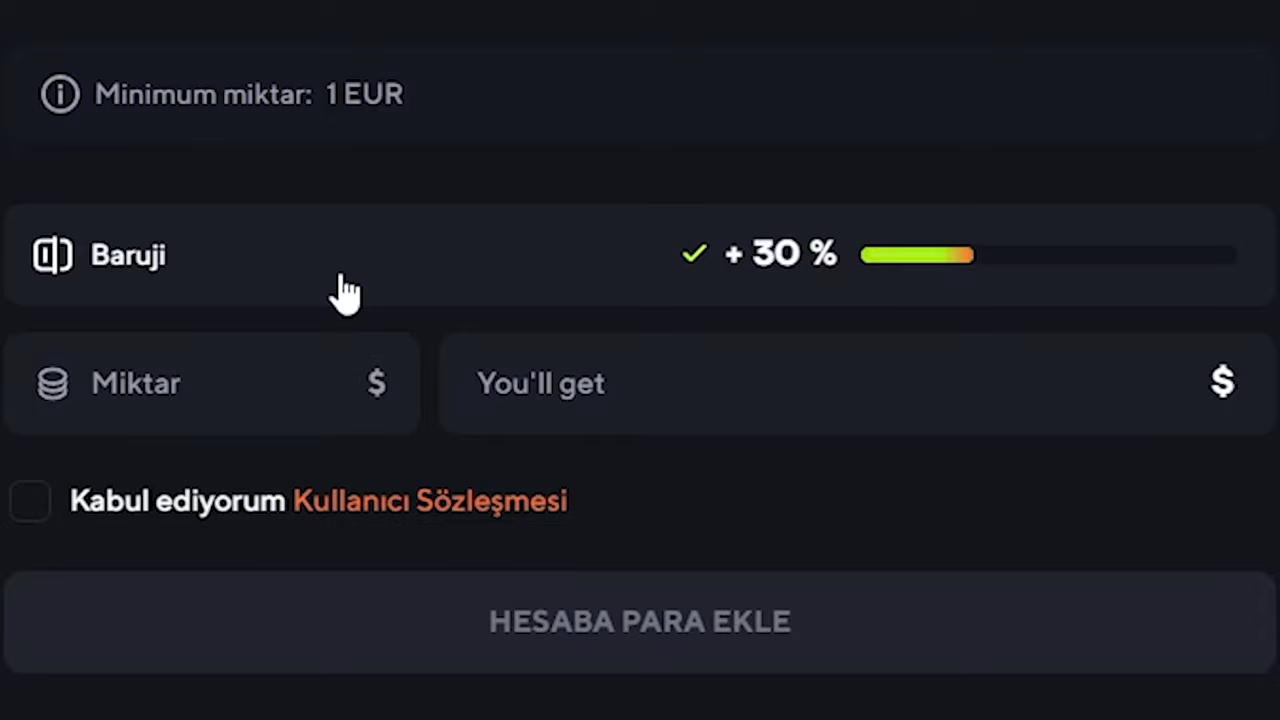 Minimum miktar: 1 EUR
Baruji + 30 %
Miktar $ You'll get $
Kabul ediyorum Kullanıcı Sözleşmesi
HESABA PARA EKLE